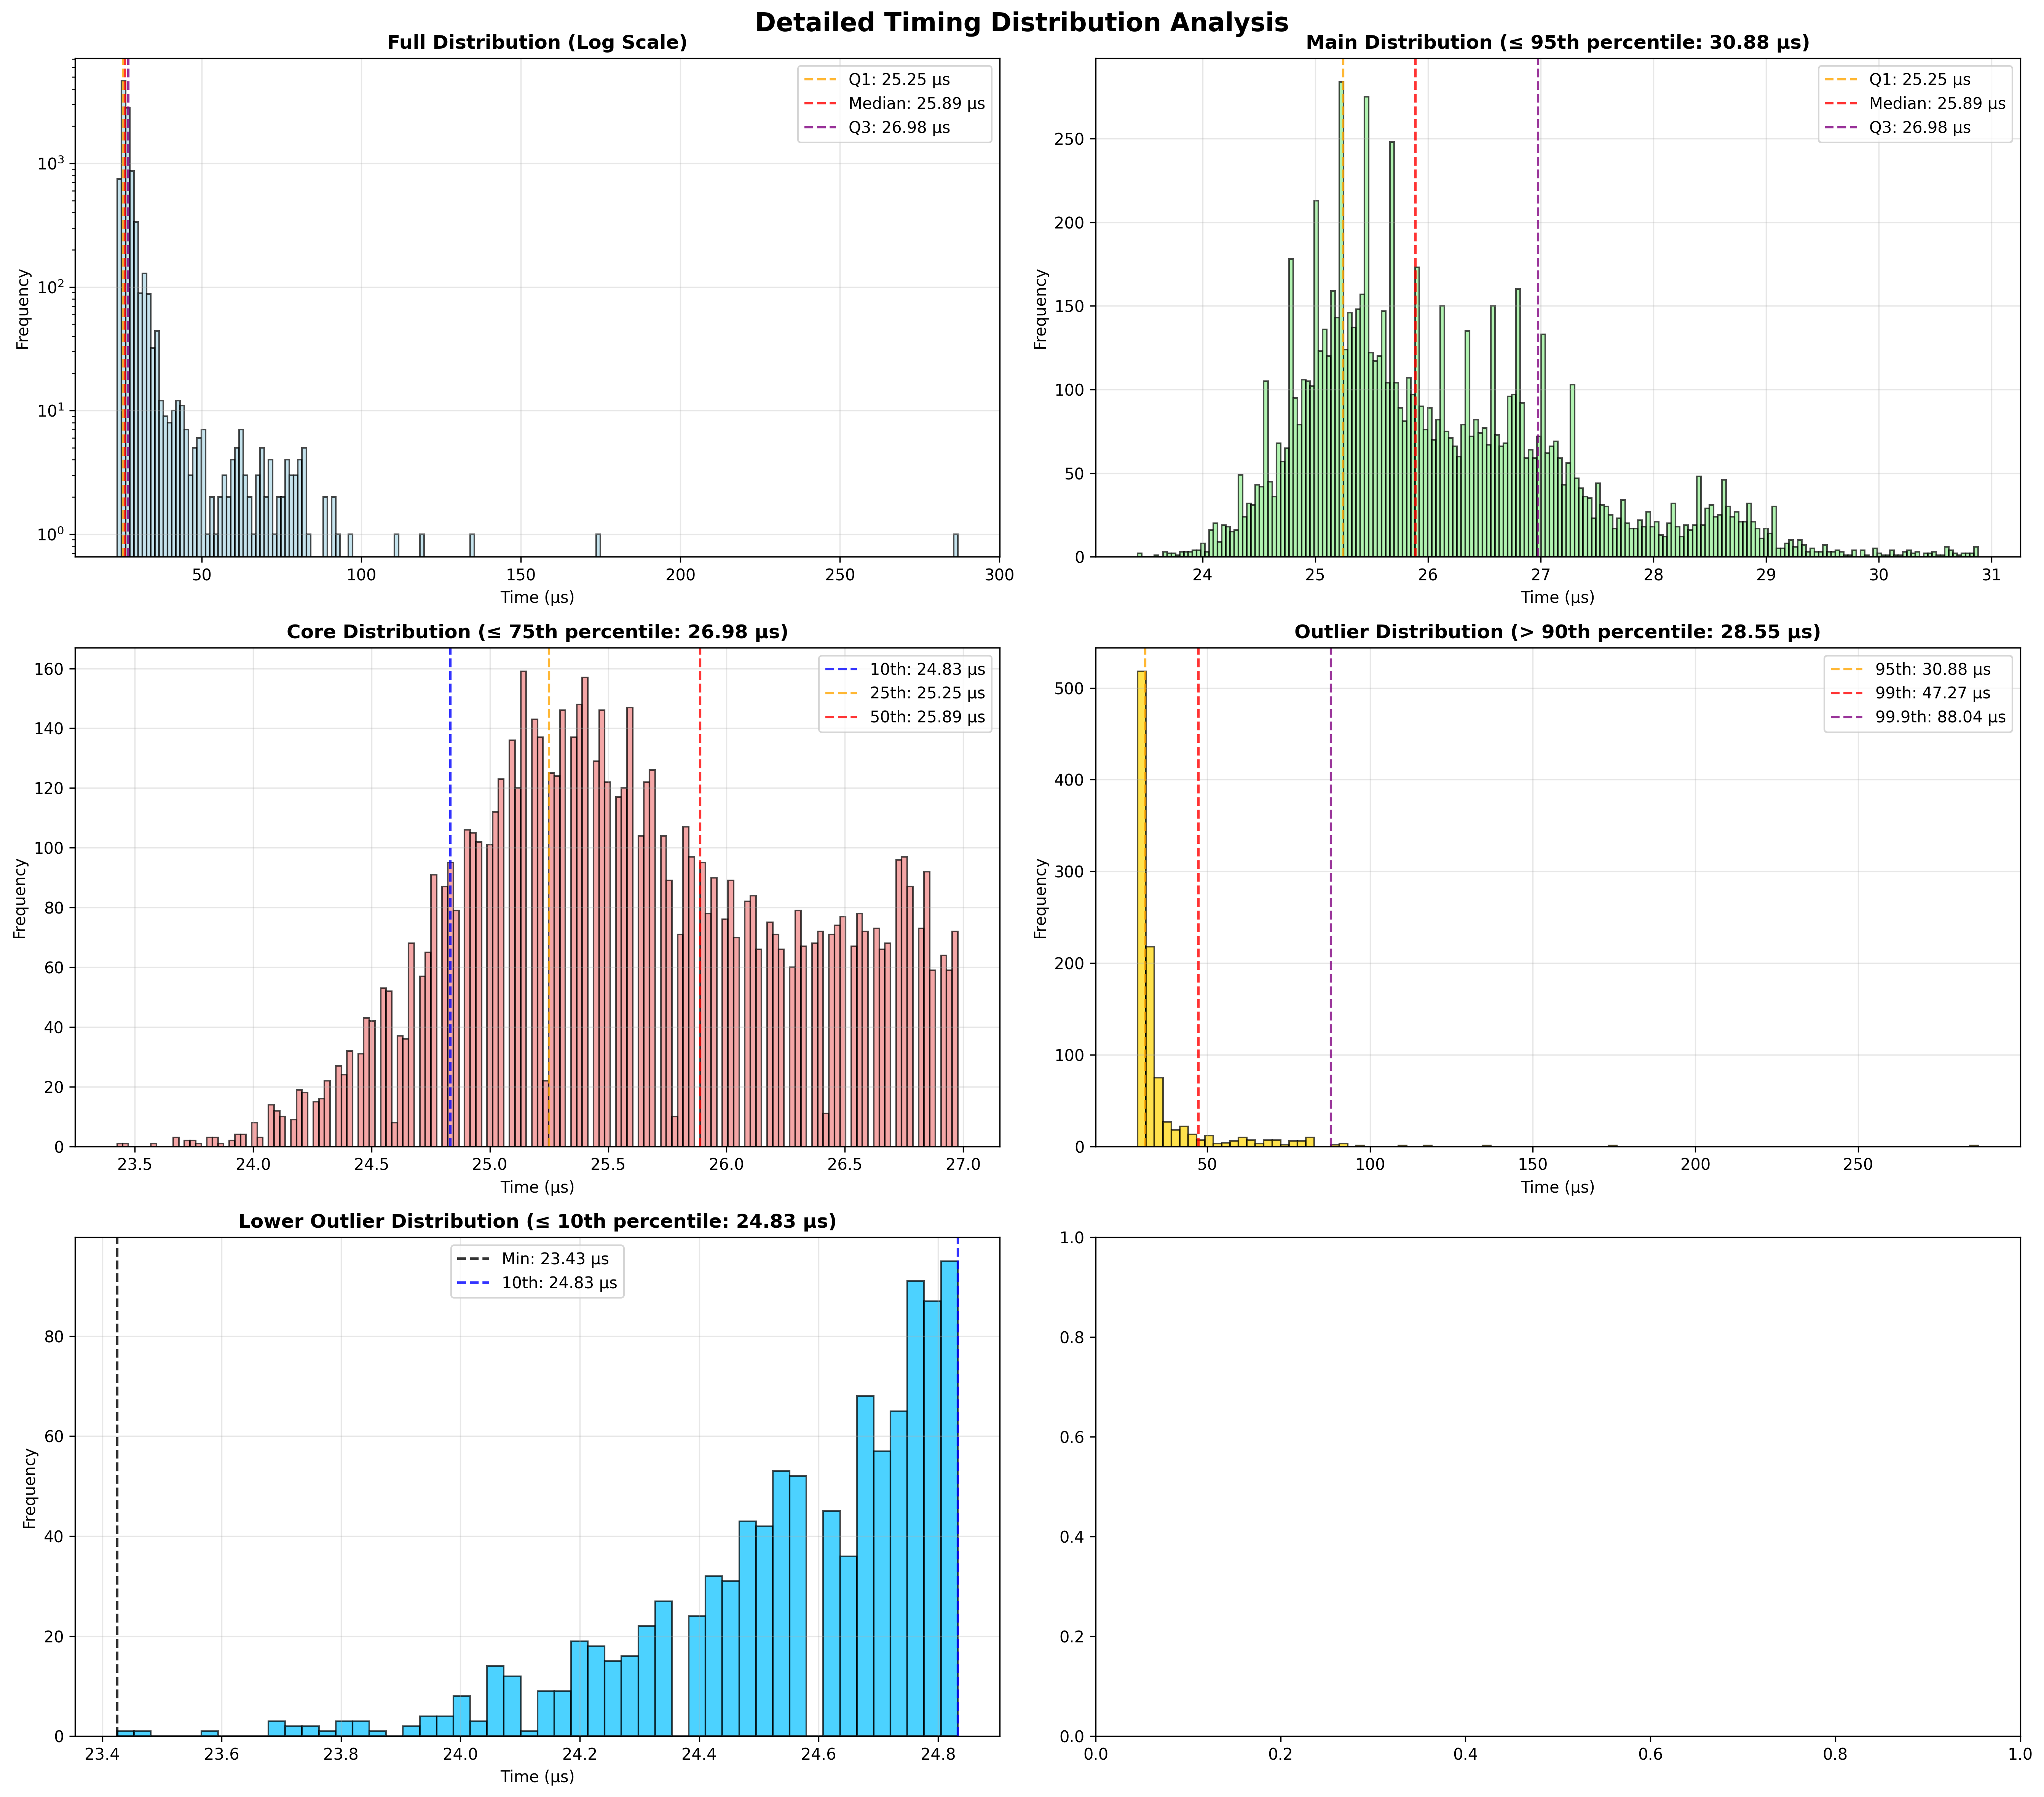 Detailed Timing Distribution Analysis
Full Distribution (Log Scale)
Frequency
10³
10²
10¹
10⁰
50 100 150 200 250 300
Time (µs)
Q1: 25.25 µs
Median: 25.89 µs
Q3: 26.98 µs
Main Distribution (≤ 95th percentile: 30.88 µs)
Frequency
250
200
150
100
50
0
24 25 26 27 28 29 30 31
Time (µs)
Q1: 25.25 µs
Median: 25.89 µs
Q3: 26.98 µs
Core Distribution (≤ 75th percentile: 26.98 µs)
Frequency
160
140
120
100
80
60
40
20
0
23.5 24.0 24.5 25.0 25.5 26.0 26.5 27.0
Time (µs)
10th: 24.83 µs
25th: 25.25 µs
50th: 25.89 µs
Outlier Distribution (> 90th percentile: 28.55 µs)
Frequency
500
400
300
200
100
0
50 100 150 200 250
Time (µs)
95th: 30.88 µs
99th: 47.27 µs
99.9th: 88.04 µs
Lower Outlier Distribution (≤ 10th percentile: 24.83 µs)
Frequency
80
60
40
20
0
23.4 23.6 23.8 24.0 24.2 24.4 24.6 24.8
Time (µs)
Min: 23.43 µs
10th: 24.83 µs
1.0
0.8
0.6
0.4
0.2
0.0
0.0 0.2 0.4 0.6 0.8 1.0